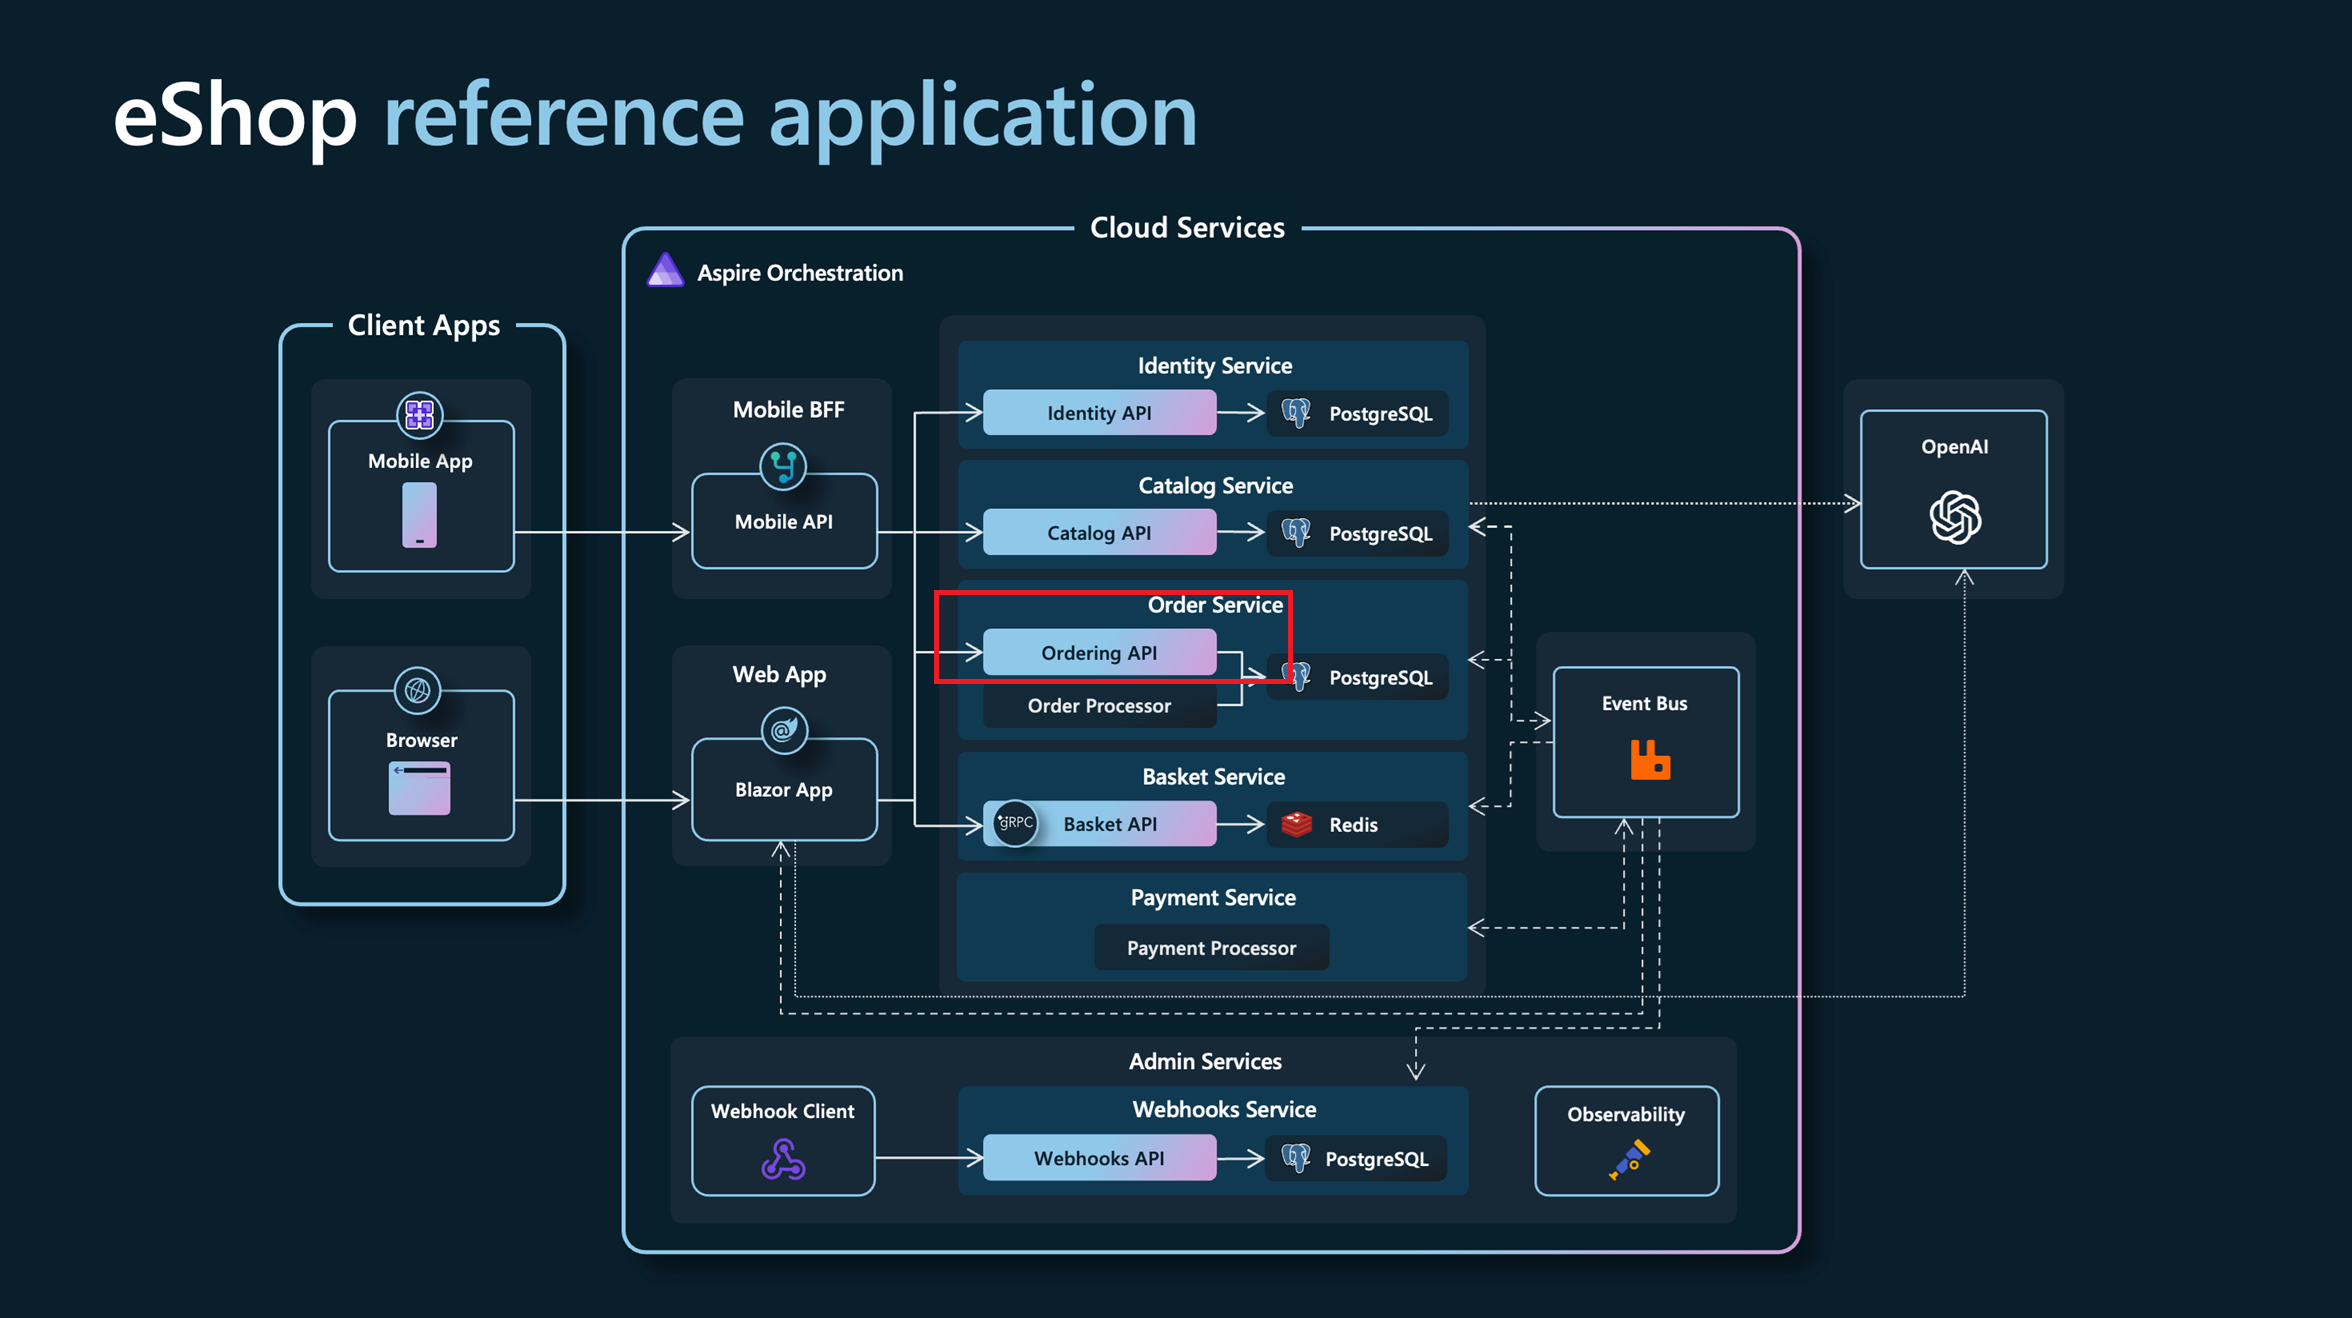 eShop reference application
Cloud Services
Aspire Orchestration
Client Apps
Mobile App
Browser
Mobile BFF
Mobile API
Web App
Blazor App
Identity Service
Identity API
PostgreSQL
Catalog Service
Catalog API
PostgreSQL
Order Service
Ordering API
Order Processor
PostgreSQL
Basket Service
gRPC
Basket API
Redis
Payment Service
Payment Processor
OpenAI
Event Bus
Admin Services
Webhook Client
Webhooks Service
Webhooks API
PostgreSQL
Observability